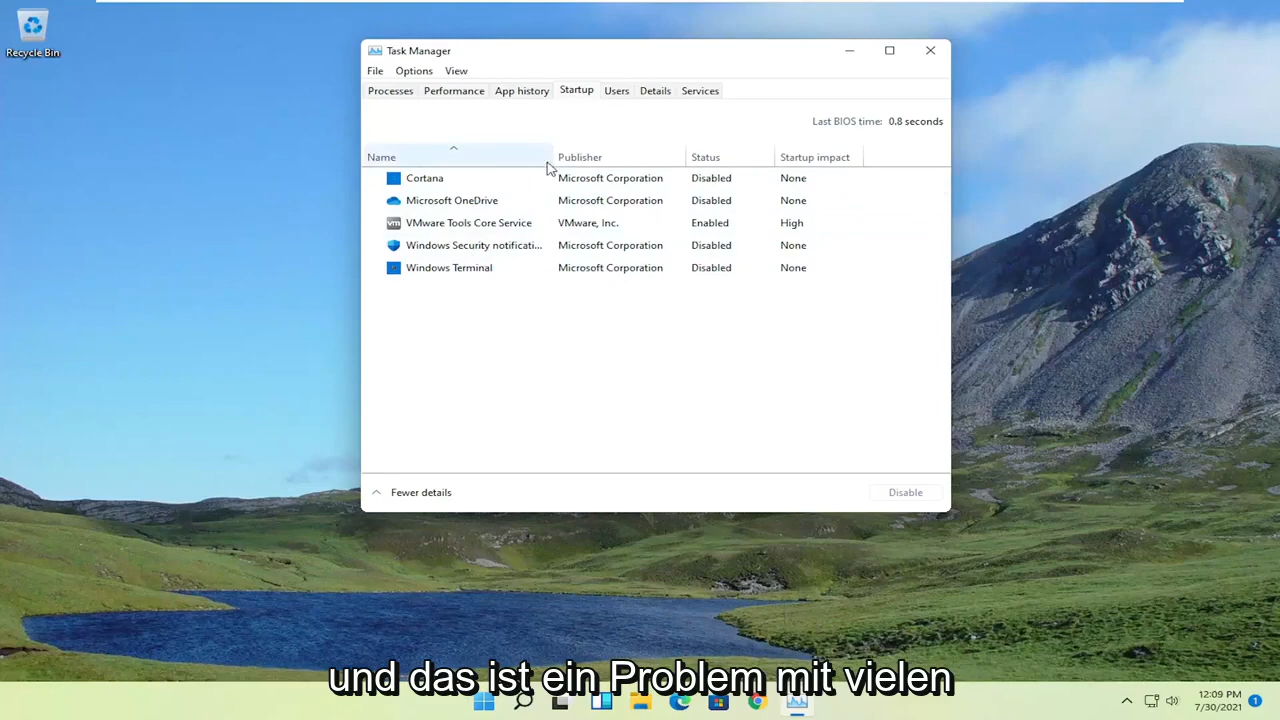 Recycle Bin
Task Manager
File Options View
Processes Performance App history Startup Users Details Services
Last BIOS time: 0.8 seconds
Name Publisher Status Startup impact
Cortana Microsoft Corporation Disabled None
Microsoft OneDrive Microsoft Corporation Disabled None
vm VMware Tools Core Service VMware, Inc. Enabled High
Windows Security notificati... Microsoft Corporation Disabled None
Windows Terminal Microsoft Corporation Disabled None
Fewer details Disable
und das ist ein Problem mit vielen
12:09 PM
7/30/2021 1